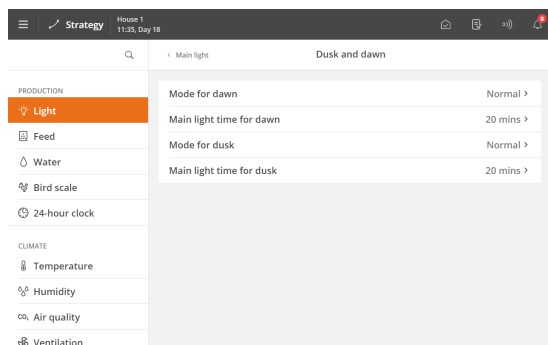 Strategy
House 1
11:35, Day 18
8
Main light
Dusk and dawn
PRODUCTION
Light
Feed
Water
Bird scale
24-hour clock
CLIMATE
Temperature
Humidity
CO₂ Air quality
Ventilation
Mode for dawn Normal
Main light time for dawn 20 mins
Mode for dusk Normal
Main light time for dusk 20 mins